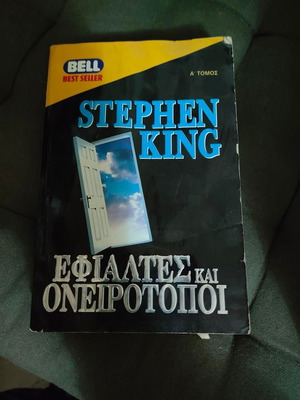 BELL
BEST SELLER
Α' ΤΟΜΟΣ
STEPHEN
KING
ΕΦΙΑΛΤΕΣ ΚΑΙ
ΟΝΕΙΡΟΤΟΠΟΙ